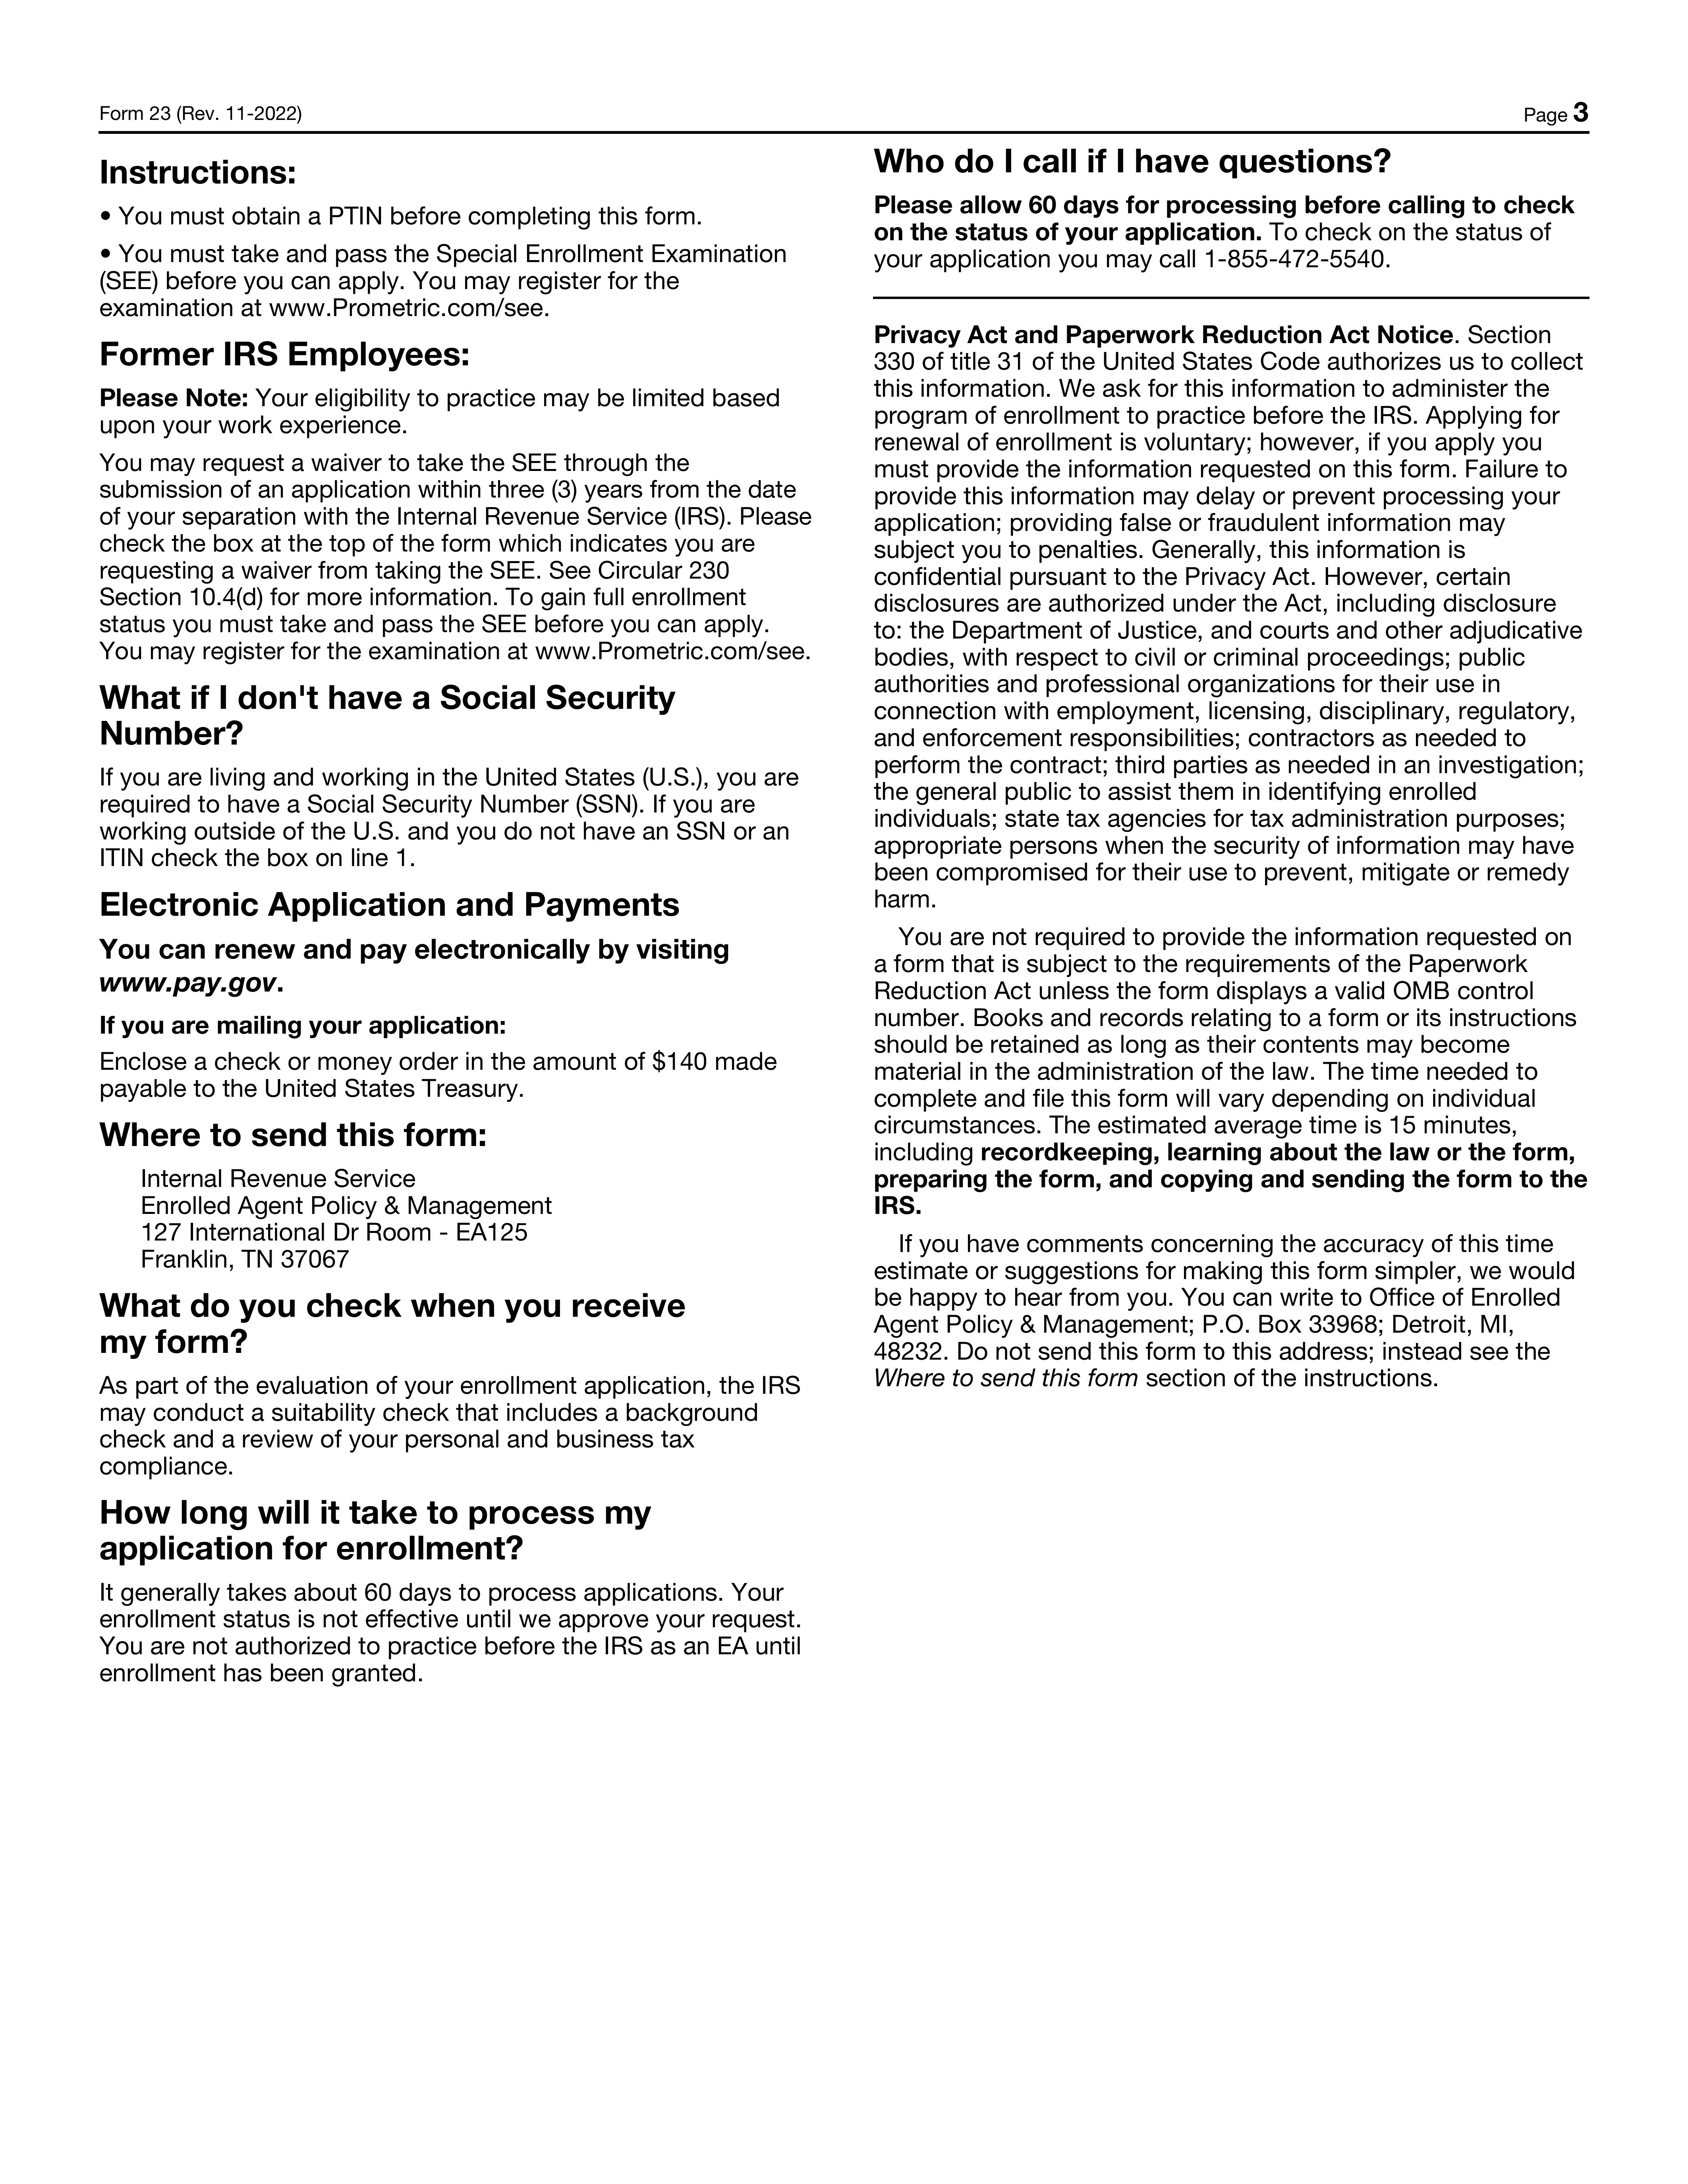 Form 23 (Rev. 11-2022)
Page 3
Instructions:
• You must obtain a PTIN before completing this form.
• You must take and pass the Special Enrollment Examination
(SEE) before you can apply. You may register for the
examination at www.Prometric.com/see.
Former IRS Employees:
Please Note: Your eligibility to practice may be limited based
upon your work experience.
You may request a waiver to take the SEE through the
submission of an application within three (3) years from the date
of your separation with the Internal Revenue Service (IRS). Please
check the box at the top of the form which indicates you are
requesting a waiver from taking the SEE. See Circular 230
Section 10.4(d) for more information. To gain full enrollment
status you must take and pass the SEE before you can apply.
You may register for the examination at www.Prometric.com/see.
What if I don't have a Social Security
Number?
If you are living and working in the United States (U.S.), you are
required to have a Social Security Number (SSN). If you are
working outside of the U.S. and you do not have an SSN or an
ITIN check the box on line 1.
Electronic Application and Payments
You can renew and pay electronically by visiting
www.pay.gov.
If you are mailing your application:
Enclose a check or money order in the amount of $140 made
payable to the United States Treasury.
Where to send this form:
Internal Revenue Service
Enrolled Agent Policy & Management
127 International Dr Room - EA125
Franklin, TN 37067
What do you check when you receive
my form?
As part of the evaluation of your enrollment application, the IRS
may conduct a suitability check that includes a background
check and a review of your personal and business tax
compliance.
How long will it take to process my
application for enrollment?
It generally takes about 60 days to process applications. Your
enrollment status is not effective until we approve your request.
You are not authorized to practice before the IRS as an EA until
enrollment has been granted.
Who do I call if I have questions?
Please allow 60 days for processing before calling to check
on the status of your application. To check on the status of
your application you may call 1-855-472-5540.
Privacy Act and Paperwork Reduction Act Notice. Section
330 of title 31 of the United States Code authorizes us to collect
this information. We ask for this information to administer the
program of enrollment to practice before the IRS. Applying for
renewal of enrollment is voluntary; however, if you apply you
must provide the information requested on this form. Failure to
provide this information may delay or prevent processing your
application; providing false or fraudulent information may
subject you to penalties. Generally, this information is
confidential pursuant to the Privacy Act. However, certain
disclosures are authorized under the Act, including disclosure
to: the Department of Justice, and courts and other adjudicative
bodies, with respect to civil or criminal proceedings; public
authorities and professional organizations for their use in
connection with employment, licensing, disciplinary, regulatory,
and enforcement responsibilities; contractors as needed to
perform the contract; third parties as needed in an investigation;
the general public to assist them in identifying enrolled
individuals; state tax agencies for tax administration purposes;
appropriate persons when the security of information may have
been compromised for their use to prevent, mitigate or remedy
harm.
You are not required to provide the information requested on
a form that is subject to the requirements of the Paperwork
Reduction Act unless the form displays a valid OMB control
number. Books and records relating to a form or its instructions
should be retained as long as their contents may become
material in the administration of the law. The time needed to
complete and file this form will vary depending on individual
circumstances. The estimated average time is 15 minutes,
including recordkeeping, learning about the law or the form,
preparing the form, and copying and sending the form to the
IRS.
If you have comments concerning the accuracy of this time
estimate or suggestions for making this form simpler, we would
be happy to hear from you. You can write to Office of Enrolled
Agent Policy & Management; P.O. Box 33968; Detroit, MI,
48232. Do not send this form to this address; instead see the
Where to send this form section of the instructions.